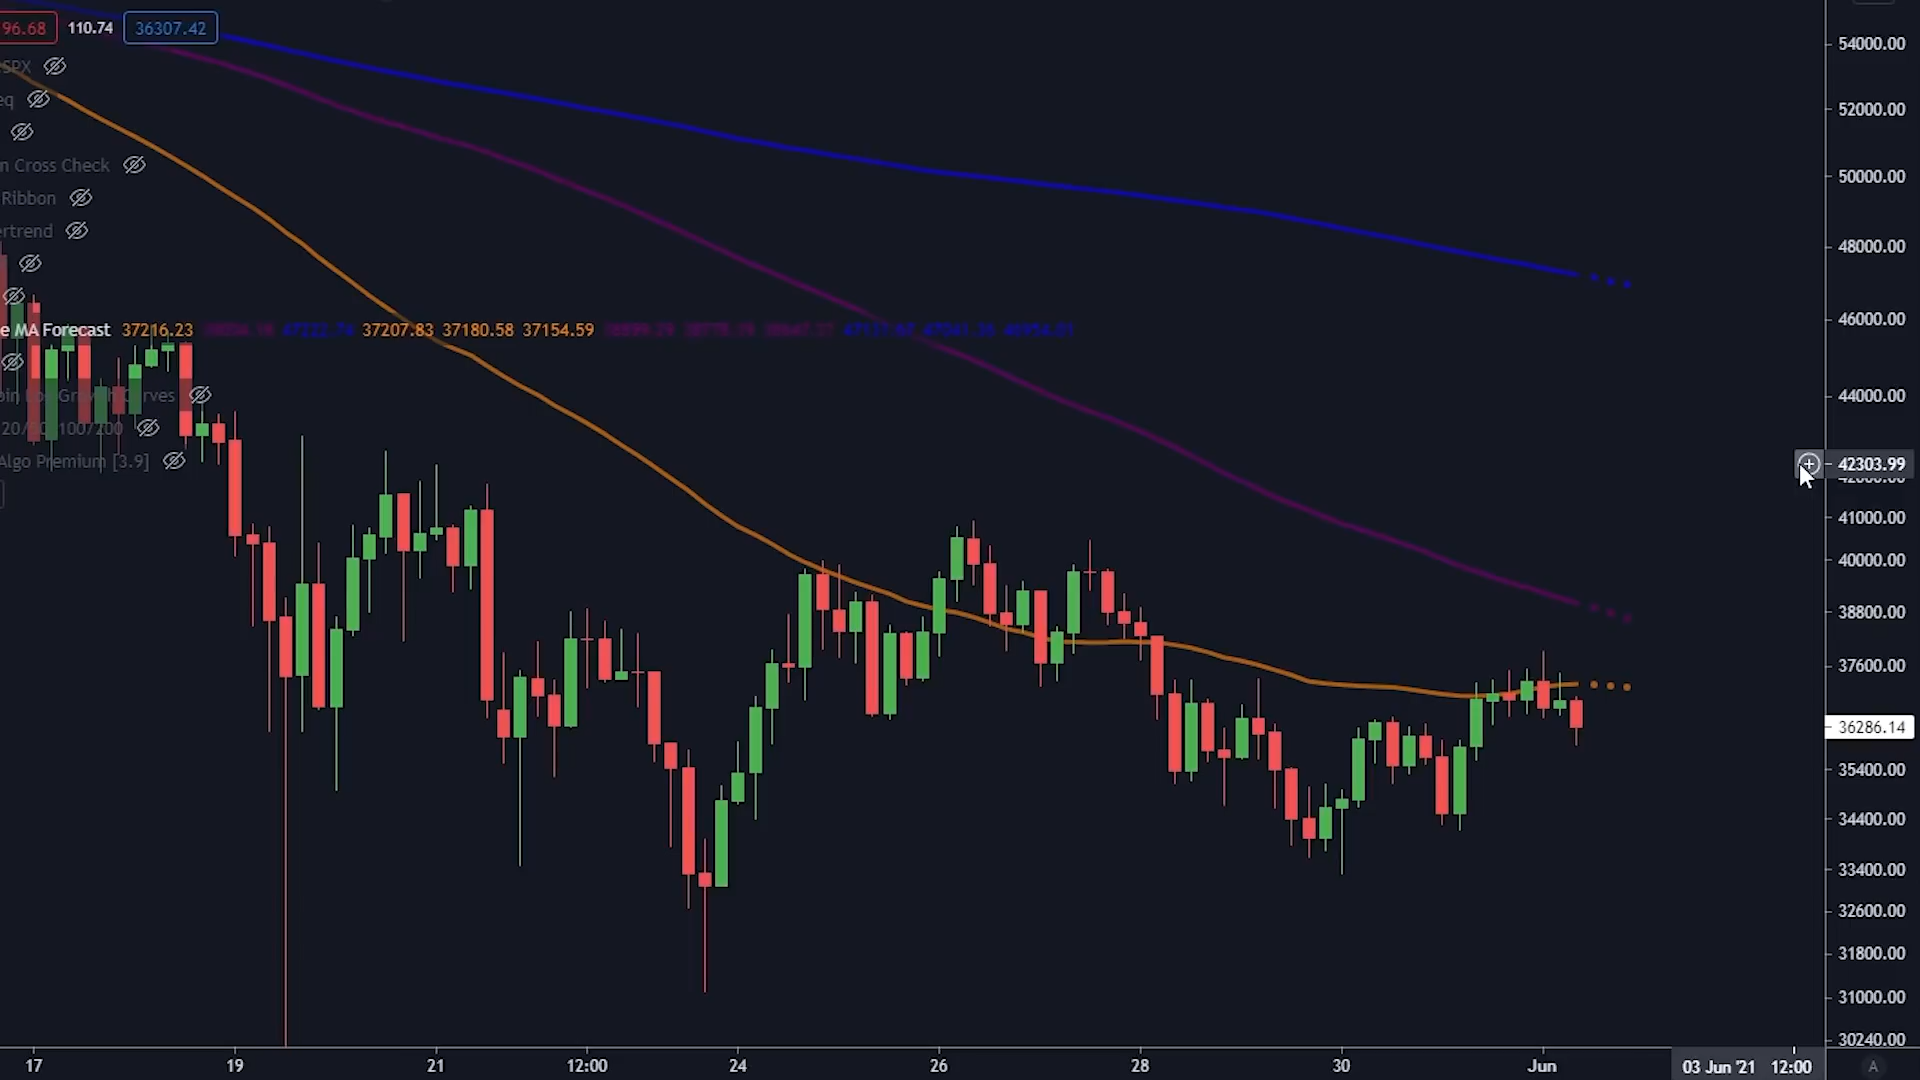 96.68 110.74 36307.42
SPX
eq
n Cross Check
Ribbon
ertrend
e MA Forecast 37216.23 37207.83 37180.58 37154.59
Algo Premium [3.9]
54000.00
52000.00
50000.00
48000.00
46000.00
44000.00
42303.99
41000.00
40000.00
38800.00
37600.00
36286.14
35400.00
34400.00
33400.00
32600.00
31800.00
31000.00
30240.00
17 19 21 12:00 24 26 28 30 Jun 03 Jun '21 12:00 A